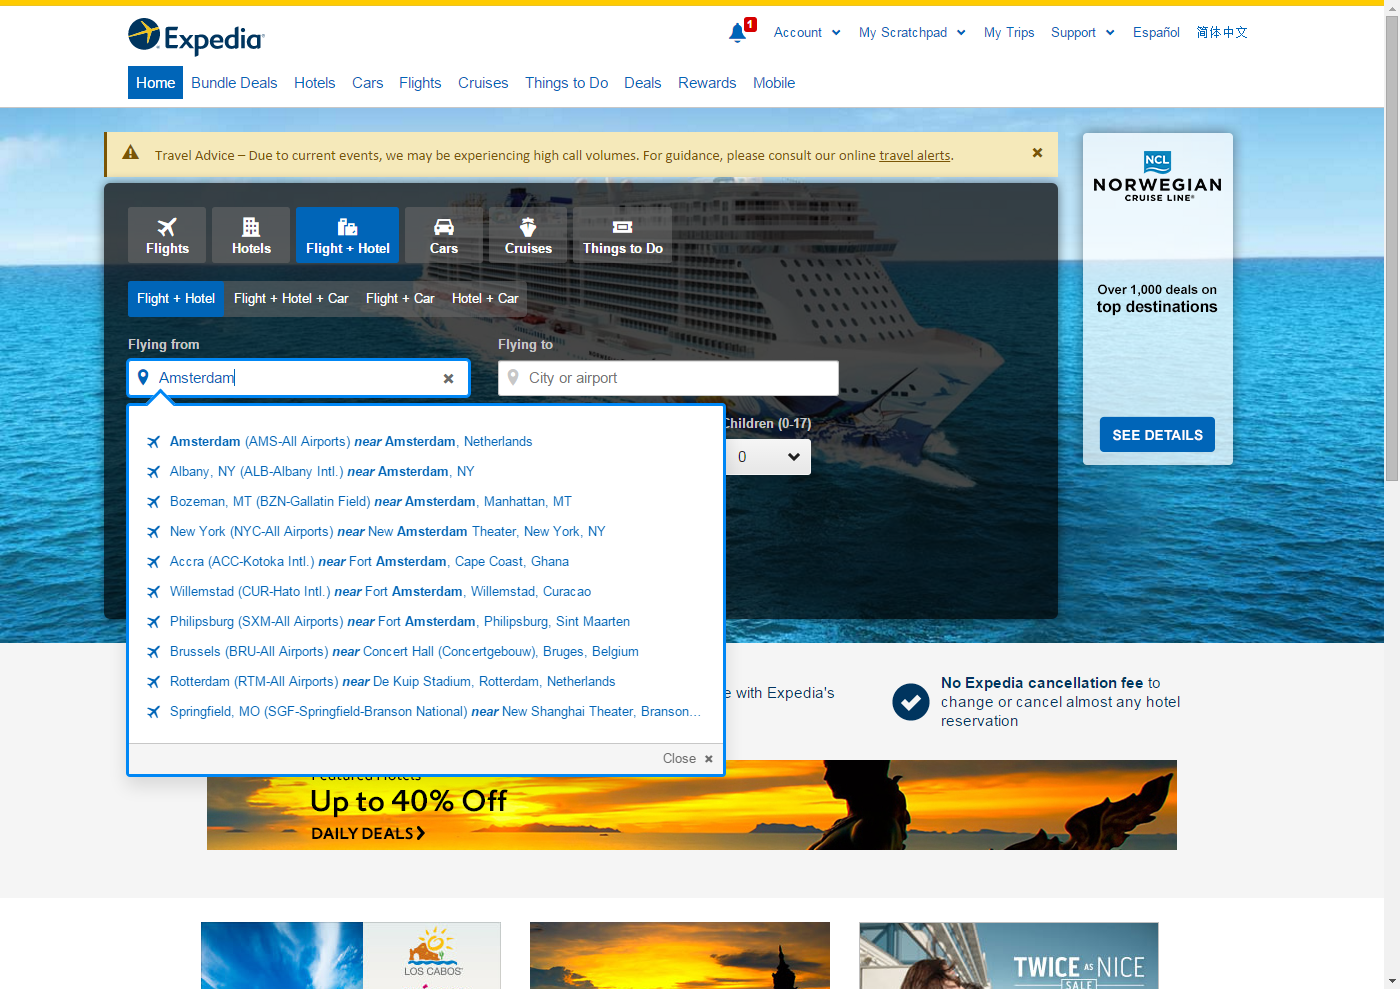 Expedia
1
Account
My Scratchpad
My Trips
Support
Español
简体中文
Home
Bundle Deals
Hotels
Cars
Flights
Cruises
Things to Do
Deals
Rewards
Mobile
Travel Advice – Due to current events, we may be experiencing high call volumes. For guidance, please consult our online travel alerts.
NCL
NORWEGIAN
CRUISE LINE®
Over 1,000 deals on
top destinations
SEE DETAILS
Flights
Hotels
Flight + Hotel
Cars
Cruises
Things to Do
Flight + Hotel
Flight + Hotel + Car
Flight + Car
Hotel + Car
Flying from
Flying to
Amsterdam
City or airport
Children (0-17)
0
Amsterdam (AMS-All Airports) near Amsterdam, Netherlands
Albany, NY (ALB-Albany Intl.) near Amsterdam, NY
Bozeman, MT (BZN-Gallatin Field) near Amsterdam, Manhattan, MT
New York (NYC-All Airports) near New Amsterdam Theater, New York, NY
Accra (ACC-Kotoka Intl.) near Fort Amsterdam, Cape Coast, Ghana
Willemstad (CUR-Hato Intl.) near Fort Amsterdam, Willemstad, Curacao
Philipsburg (SXM-All Airports) near Fort Amsterdam, Philipsburg, Sint Maarten
Brussels (BRU-All Airports) near Concert Hall (Concertgebouw), Bruges, Belgium
Rotterdam (RTM-All Airports) near De Kuip Stadium, Rotterdam, Netherlands
Springfield, MO (SGF-Springfield-Branson National) near New Shanghai Theater, Branson...
Close
with Expedia's
No Expedia cancellation fee to
change or cancel almost any hotel
reservation
Featured Hotels
Up to 40% Off
DAILY DEALS
LOS CABOS
TWICE AS NICE
SALE